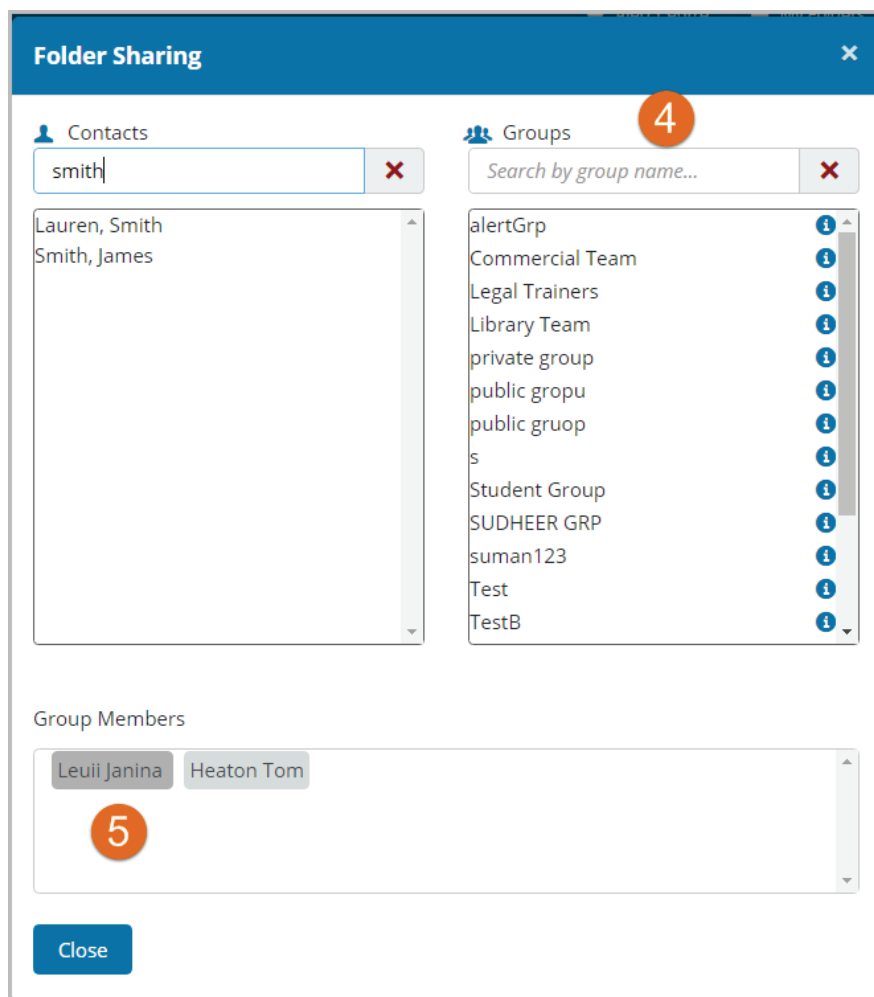 Folder Sharing ×
Contacts
smith
Lauren, Smith
Smith, James
Groups
4
Search by group name...
alertGrp
Commercial Team
Legal Trainers
Library Team
private group
public gropu
public gruop
s
Student Group
SUDHEER GRP
suman123
Test
TestB
Group Members
Leuii Janina Heaton Tom
5
Close